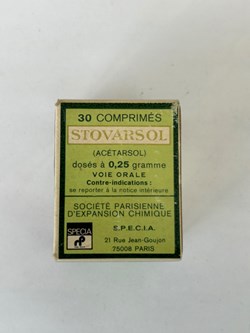 30 COMPRIMÉS
STOVARSOL
(ACÉTARSOL)
dosés à 0,25 gramme
VOIE ORALE
Contre-indications :
se reporter à la notice intérieure
SOCIÉTÉ PARISIENNE
D'EXPANSION CHIMIQUE
SPECIA
S.P.E.C.I.A.
21 Rue Jean-Goujon
75008 PARIS